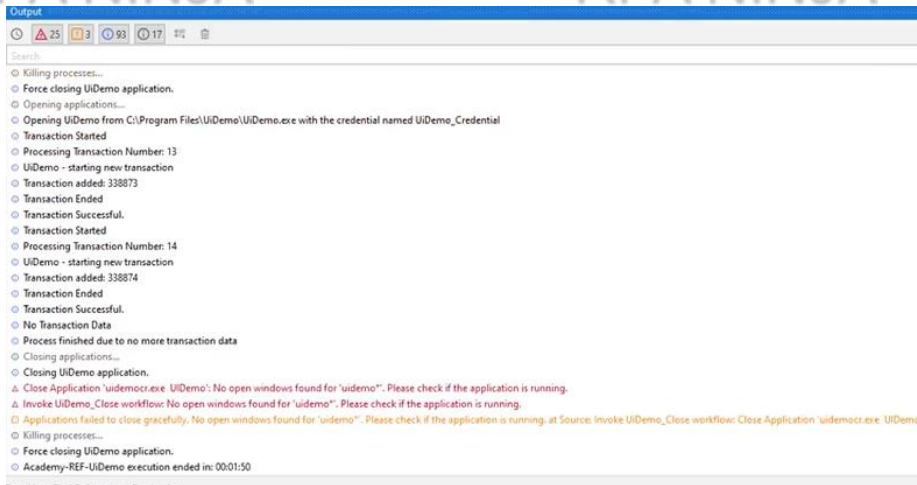 Output
25 3 93 17
Search
Killing processes...
Force closing UiDemo application.
Opening applications...
Opening UiDemo from C:\Program Files\UiDemo\UiDemo.exe with the credential named UiDemo_Credential
Transaction Started
Processing Transaction Number: 13
UiDemo - starting new transaction
Transaction added: 338873
Transaction Ended
Transaction Successful.
Transaction Started
Processing Transaction Number: 14
UiDemo - starting new transaction
Transaction added: 338874
Transaction Ended
Transaction Successful.
No Transaction Data
Process finished due to no more transaction data
Closing applications...
Closing UiDemo application.
Close Application 'uidemocr.exe UIDemo': No open windows found for 'uidemo*'. Please check if the application is running.
Invoke UiDemo_Close workflow: No open windows found for 'uidemo*'. Please check if the application is running.
Applications failed to close gracefully. No open windows found for 'uidemo*'. Please check if the application is running. at Source: Invoke UiDemo_Close workflow: Close Application 'uidemocr.exe UIDemo
Killing processes...
Force closing UiDemo application.
Academy-REF-UiDemo execution ended in: 00:01:50